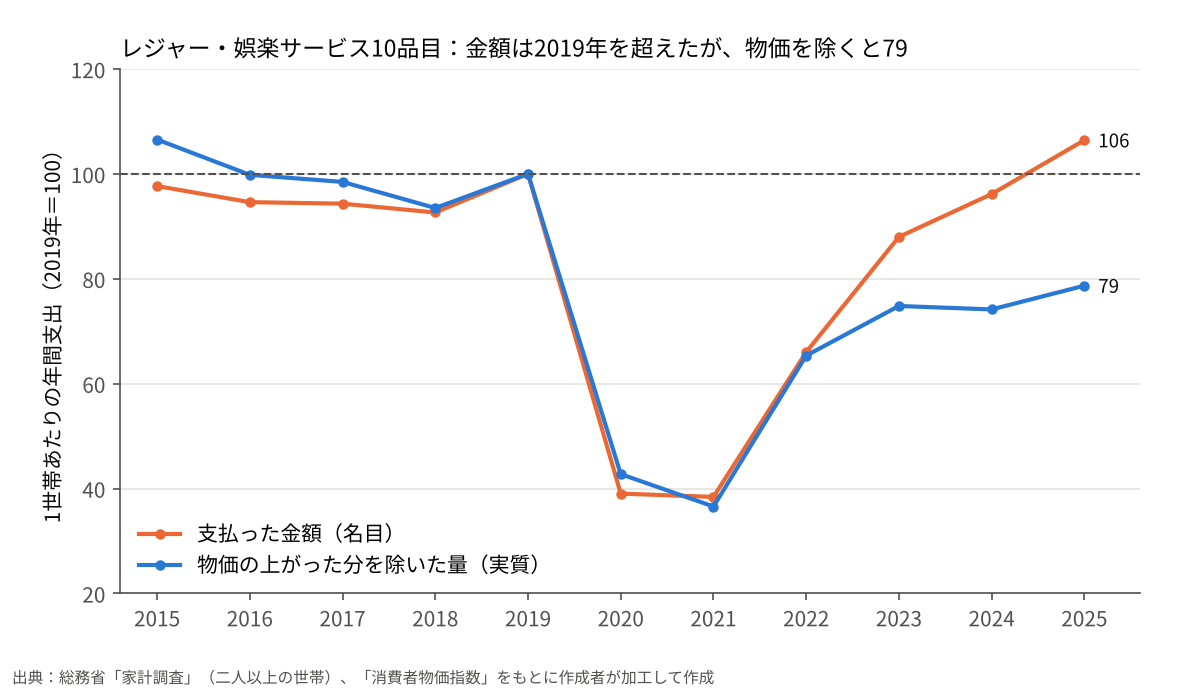 レジャー・娯楽サービス10品目：金額は2019年を超えたが、物価を除くと79
1世帯あたりの年間支出（2019年＝100）
120
100
80
60
40
20
106
79
支払った金額（名目）
物価の上がった分を除いた量（実質）
2015 2016 2017 2018 2019 2020 2021 2022 2023 2024 2025
出典：総務省「家計調査」（二人以上の世帯）、「消費者物価指数」をもとに作成者が加工して作成